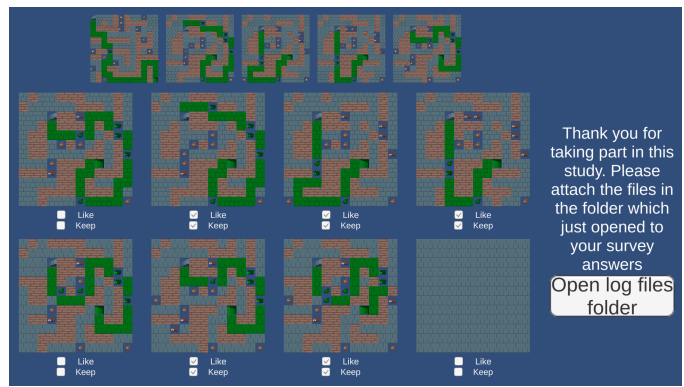 Like
Keep
Like
Keep
Like
Keep
Like
Keep
Thank you for
taking part in this
study. Please
attach the files in
the folder which
just opened to
your survey
answers
Open log files
folder
Like
Keep
Like
Keep
Like
Keep
Like
Keep